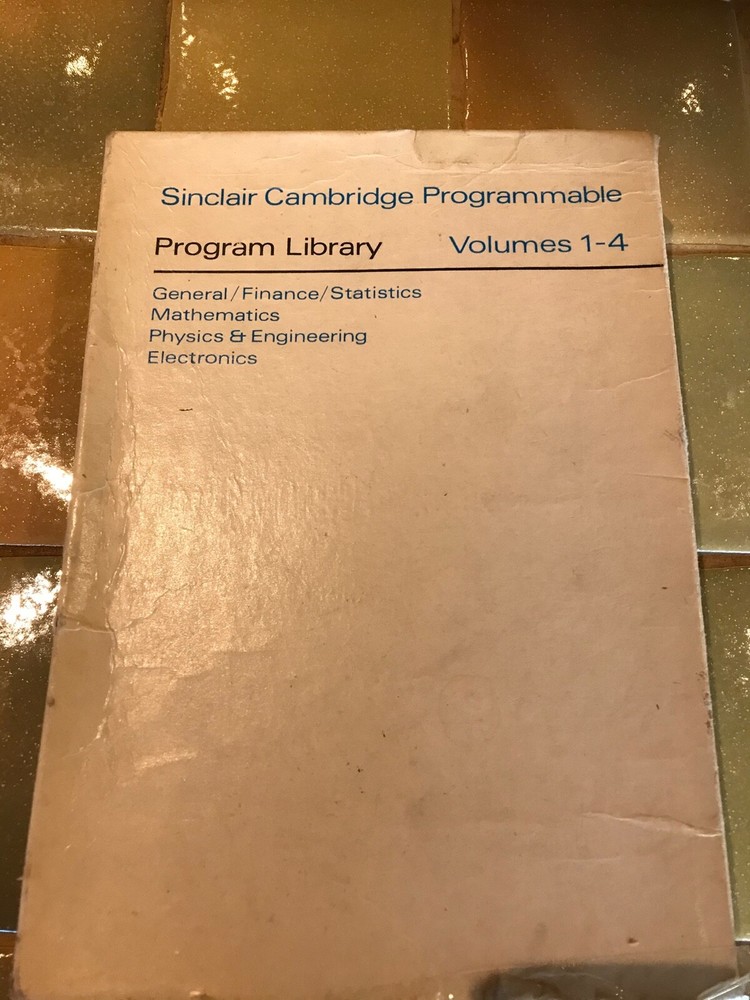 Sinclair Cambridge Programmable
Program Library Volumes 1-4
General/Finance/Statistics
Mathematics
Physics & Engineering
Electronics